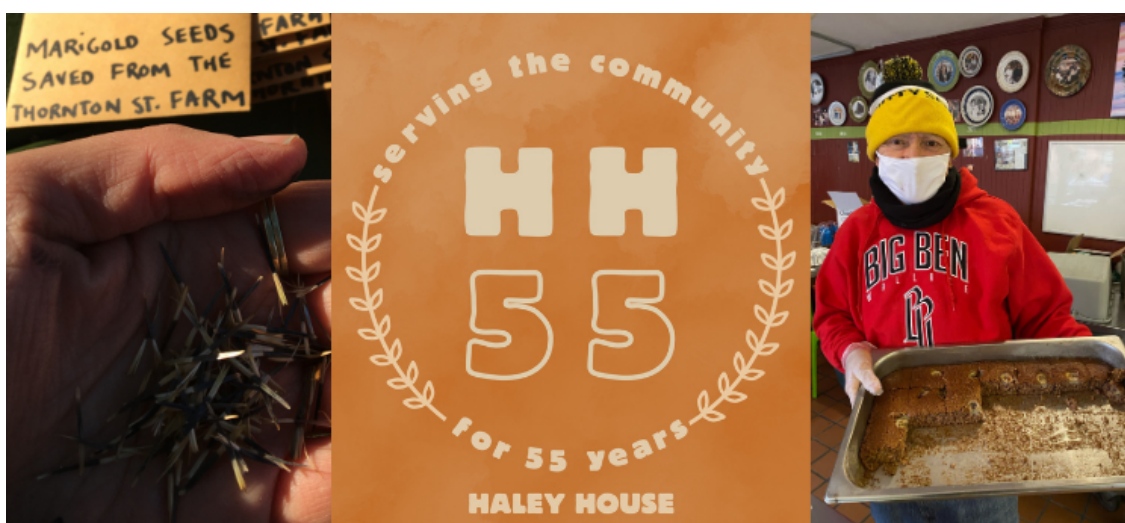 MARIGOLD SEEDS
SAVED FROM THE
THORNTON ST. FARM
FARM
serving the community
HH
55
for 55 years
HALEY HOUSE
BIG BEN